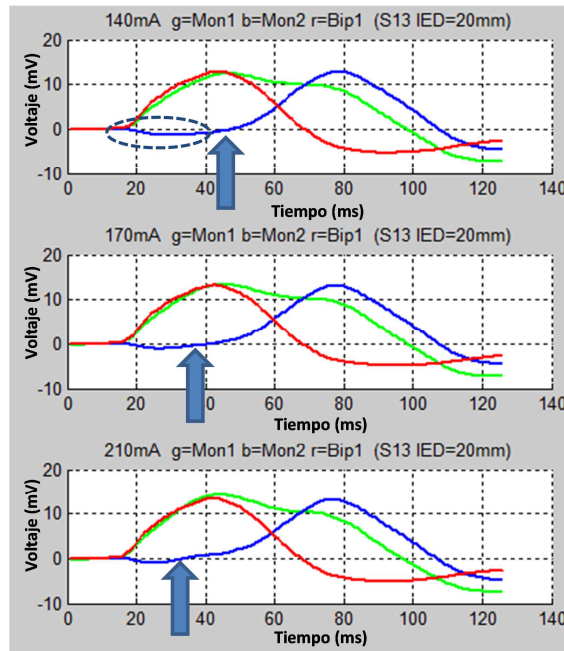 140mA g=Mon1 b=Mon2 r=Bip1 (S13 IED=20mm)
Voltaje (mV)
20
10
0
-10
0 20 40 60 80 100 120 140
Tiempo (ms)
170mA g=Mon1 b=Mon2 r=Bip1 (S13 IED=20mm)
Voltaje (mV)
20
10
0
-10
0 20 40 60 80 100 120 140
Tiempo (ms)
210mA g=Mon1 b=Mon2 r=Bip1 (S13 IED=20mm)
Voltaje (mV)
20
10
0
-10
0 20 40 60 80 100 120 140
Tiempo (ms)